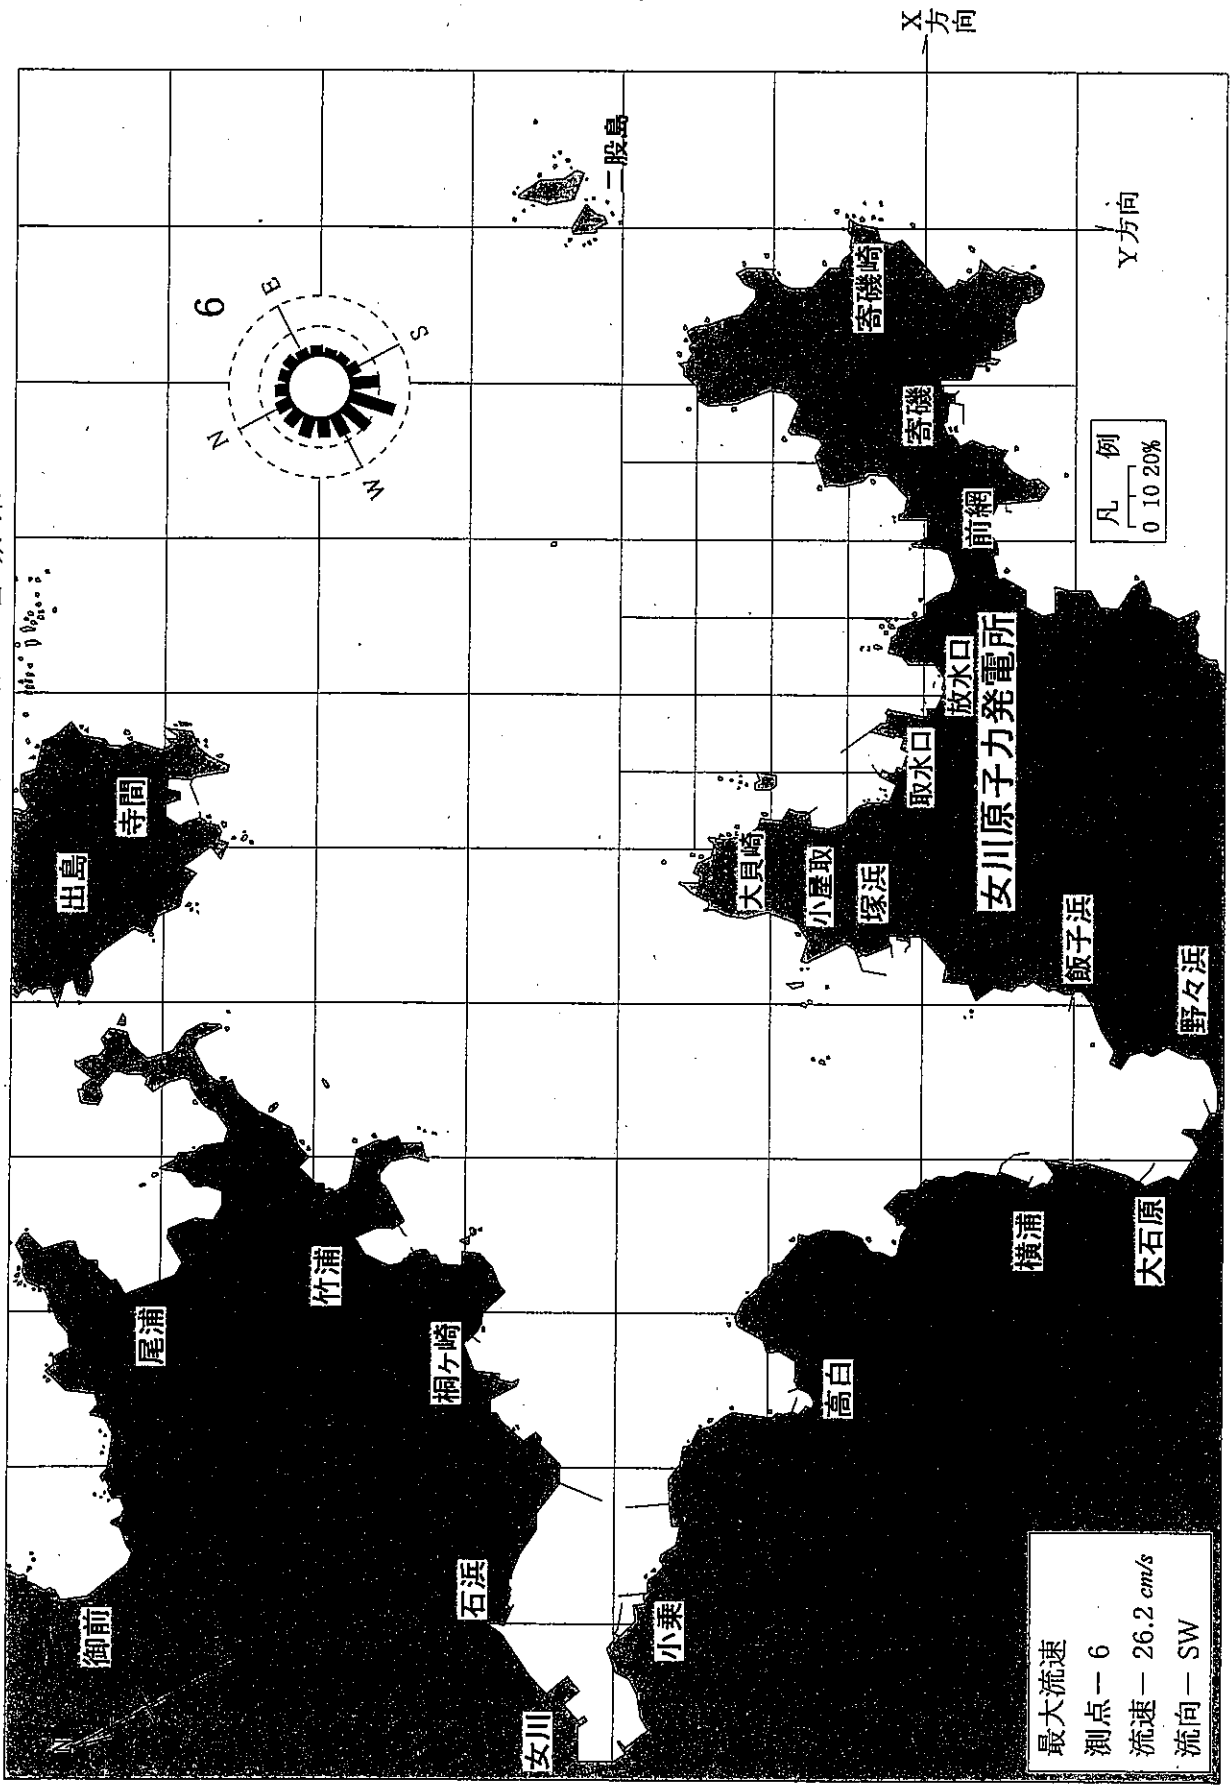 X方向
二股島
6
N
E
S
W
寄磯崎
Y方向
寄磯
前網
凡 例
0 10 20%
出島
寺間
大貝崎
小屋取
塚浜
取水口
放水口
女川原子力発電所
飯子浜
野々浜
竹浦
尾浦
桐ケ崎
横浦
大石原
高白
御前
石浜
小乗
女川
最大流速
測点－6
流速－26.2 cm/s
流向－SW